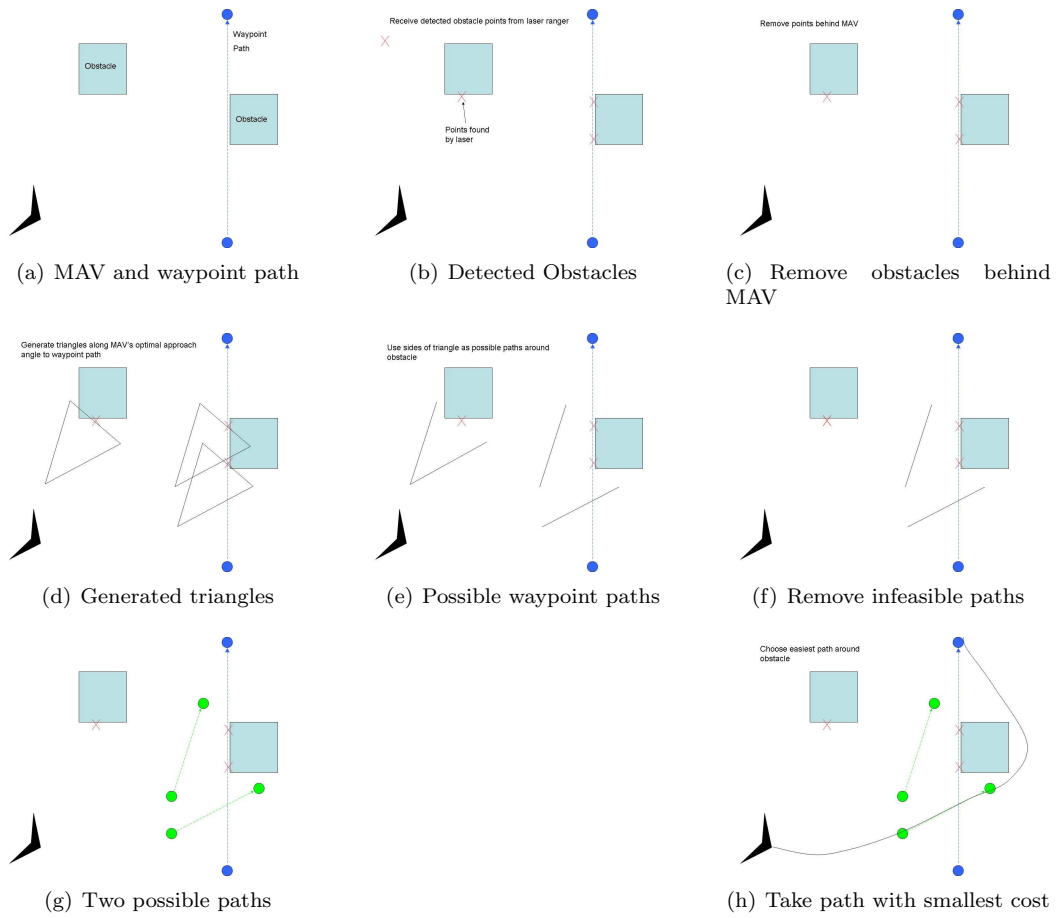 Waypoint
Path
Obstacle
Obstacle
(a) MAV and waypoint path
Receive detected obstacle points from laser ranger
Points found
by laser
(b) Detected Obstacles
Remove points behind MAV
(c) Remove obstacles behind
MAV
Generate triangles along MAV's optimal approach
angle to waypoint path
(d) Generated triangles
Use sides of triangle as possible paths around
obstacle
(e) Possible waypoint paths
(f) Remove infeasible paths
(g) Two possible paths
Choose easiest path around
obstacle
(h) Take path with smallest cost